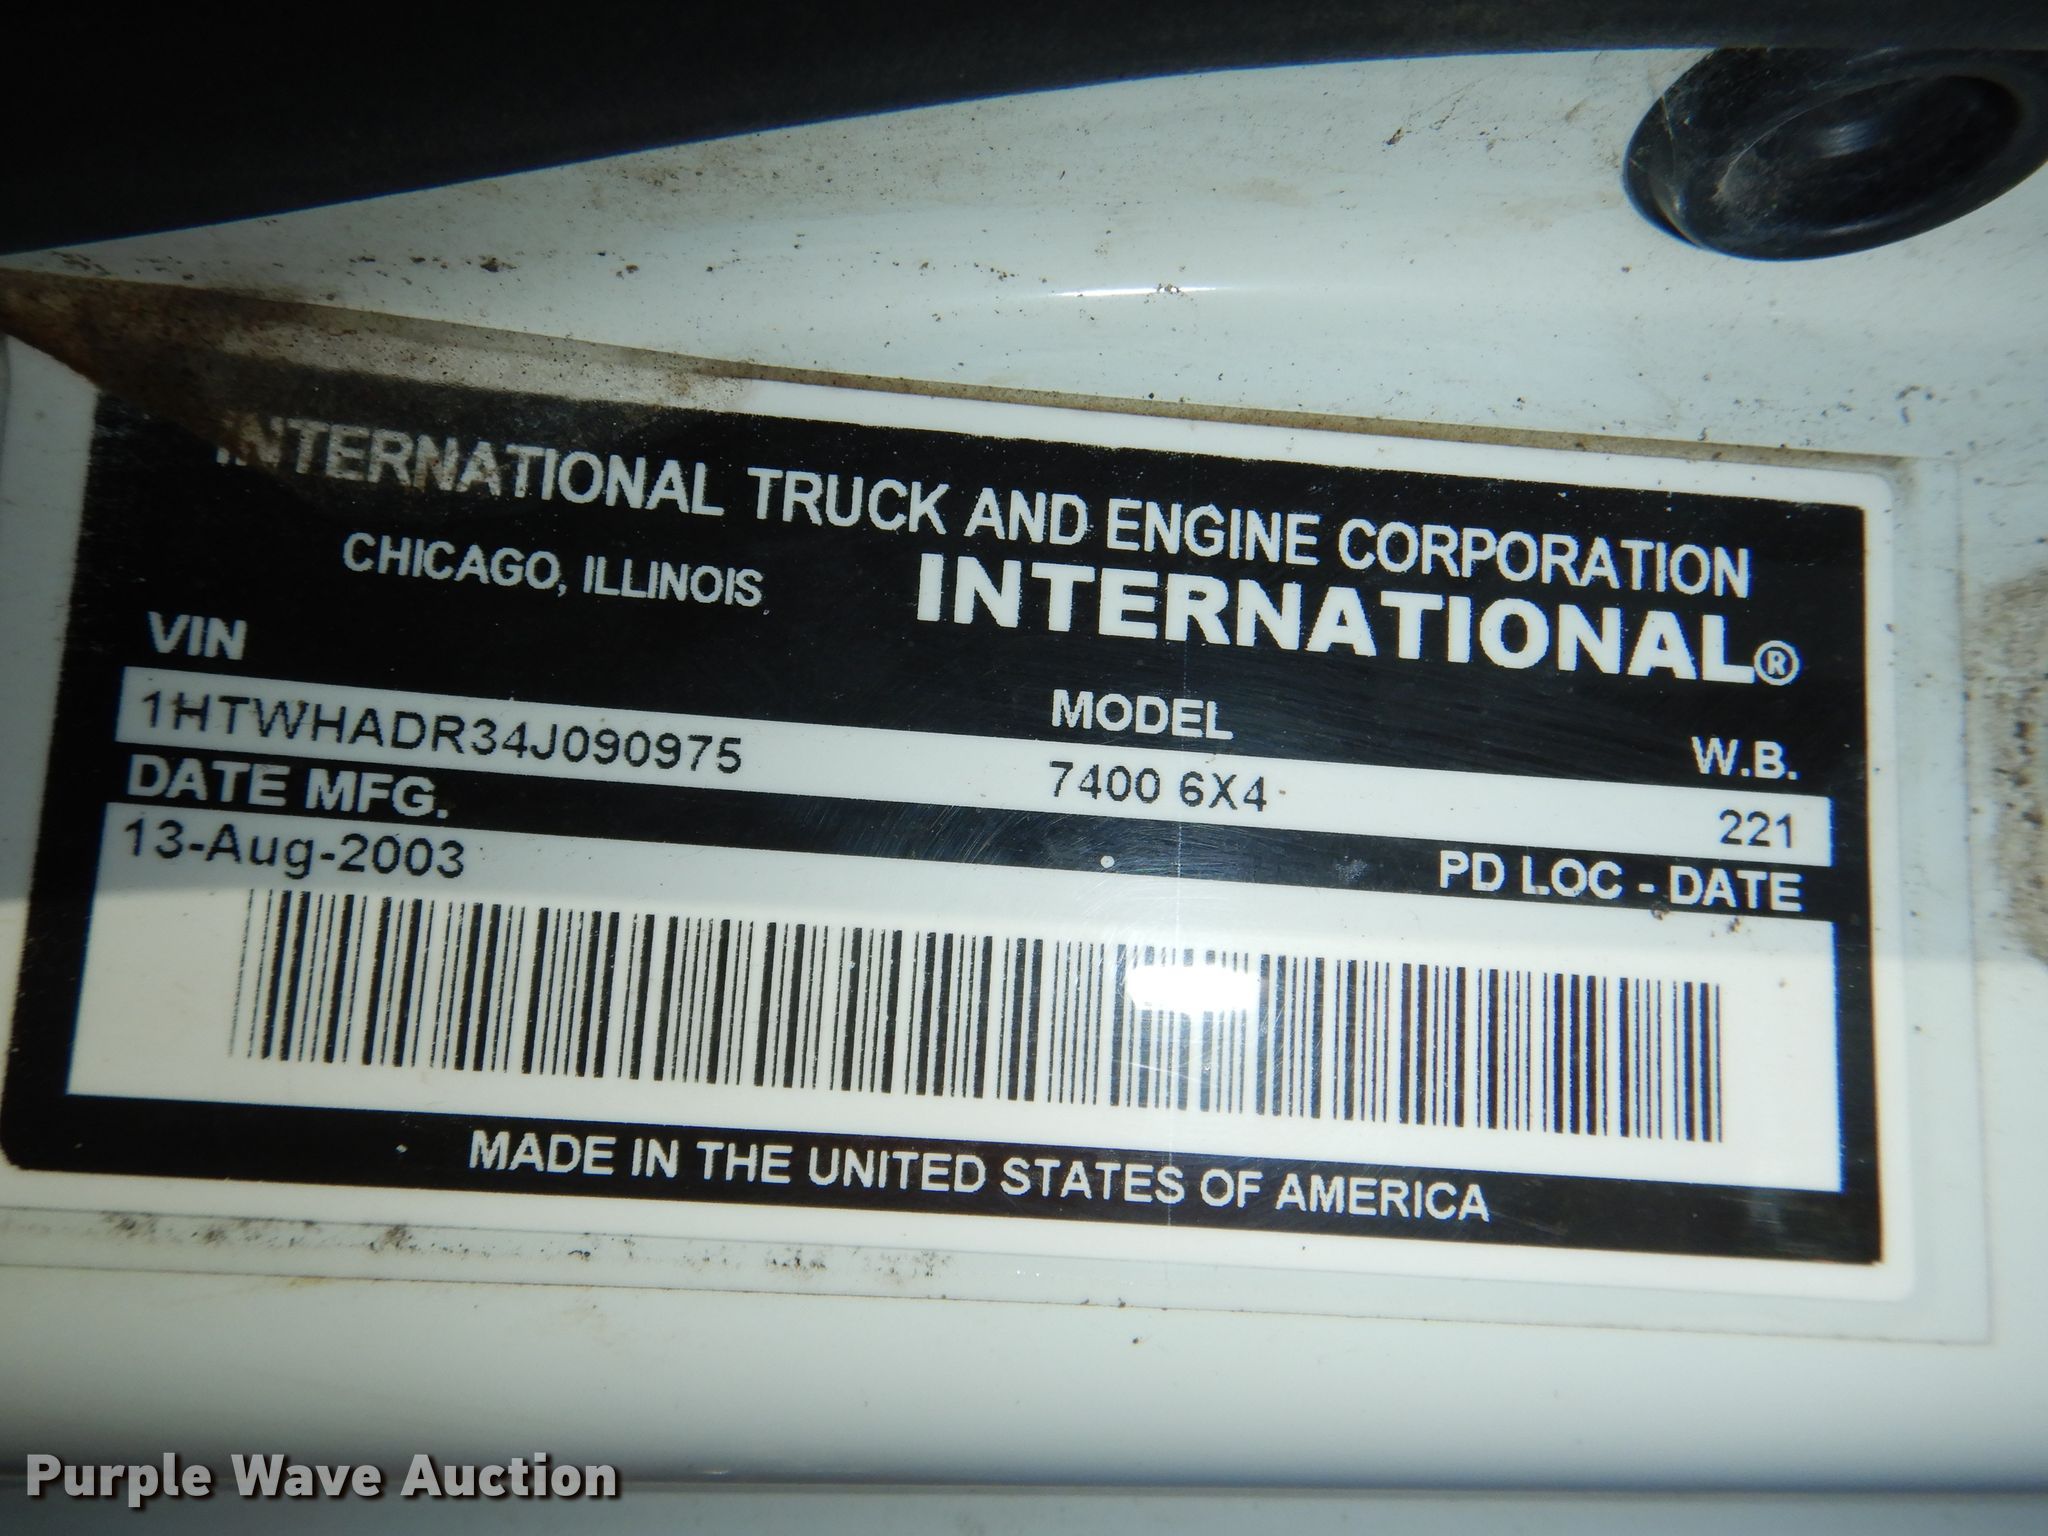 INTERNATIONAL TRUCK AND ENGINE CORPORATION
CHICAGO, ILLINOIS
INTERNATIONAL®
VIN
MODEL
W.B.
1HTWHADR34J090975
7400 6X4
221
DATE MFG.
PD LOC - DATE
13-Aug-2003
MADE IN THE UNITED STATES OF AMERICA
Purple Wave Auction